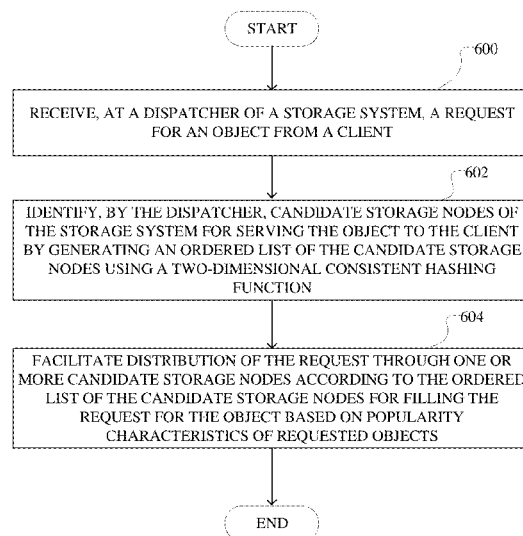 START
600
RECEIVE, AT A DISPATCHER OF A STORAGE SYSTEM, A REQUEST
FOR AN OBJECT FROM A CLIENT
602
IDENTIFY, BY THE DISPATCHER, CANDIDATE STORAGE NODES OF
THE STORAGE SYSTEM FOR SERVING THE OBJECT TO THE CLIENT
BY GENERATING AN ORDERED LIST OF THE CANDIDATE STORAGE
NODES USING A TWO-DIMENSIONAL CONSISTENT HASHING
FUNCTION
604
FACILITATE DISTRIBUTION OF THE REQUEST THROUGH ONE OR
MORE CANDIDATE STORAGE NODES ACCORDING TO THE ORDERED
LIST OF THE CANDIDATE STORAGE NODES FOR FILLING THE
REQUEST FOR THE OBJECT BASED ON POPULARITY
CHARACTERISTICS OF REQUESTED OBJECTS
END